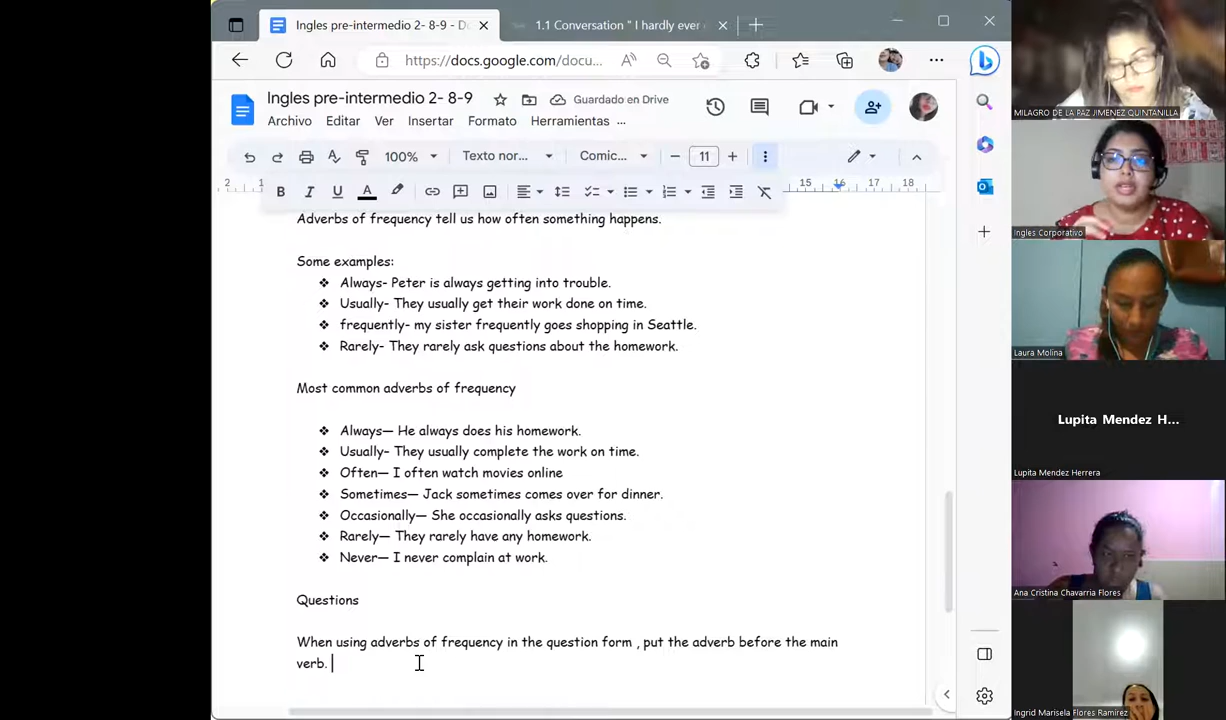 Ingles pre-intermedio 2- 8-9 - Do
1.1 Conversation " I hardly ever
https://docs.google.com/docu...
Ingles pre-intermedio 2- 8-9
Guardado en Drive
Archivo Editar Ver Insertar Formato Herramientas ...
100% Texto nor... Comic... 11
2 1 15 16 17 18
Adverbs of frequency tell us how often something happens.
Some examples:
❖ Always- Peter is always getting into trouble.
❖ Usually- They usually get their work done on time.
❖ frequently- my sister frequently goes shopping in Seattle.
❖ Rarely- They rarely ask questions about the homework.
Most common adverbs of frequency
❖ Always— He always does his homework.
❖ Usually– They usually complete the work on time.
❖ Often— I often watch movies online
❖ Sometimes— Jack sometimes comes over for dinner.
❖ Occasionally— She occasionally asks questions.
❖ Rarely— They rarely have any homework.
❖ Never— I never complain at work.
Questions
When using adverbs of frequency in the question form , put the adverb before the main
verb.
MILAGRO DE LA PAZ JIMENEZ QUINTANILLA
Ingles Corporativo
Laura Molina
Lupita Mendez H...
Lupita Mendez Herrera
Ana Cristina Chavarria Flores
Ingrid Marisela Flores Ramirez